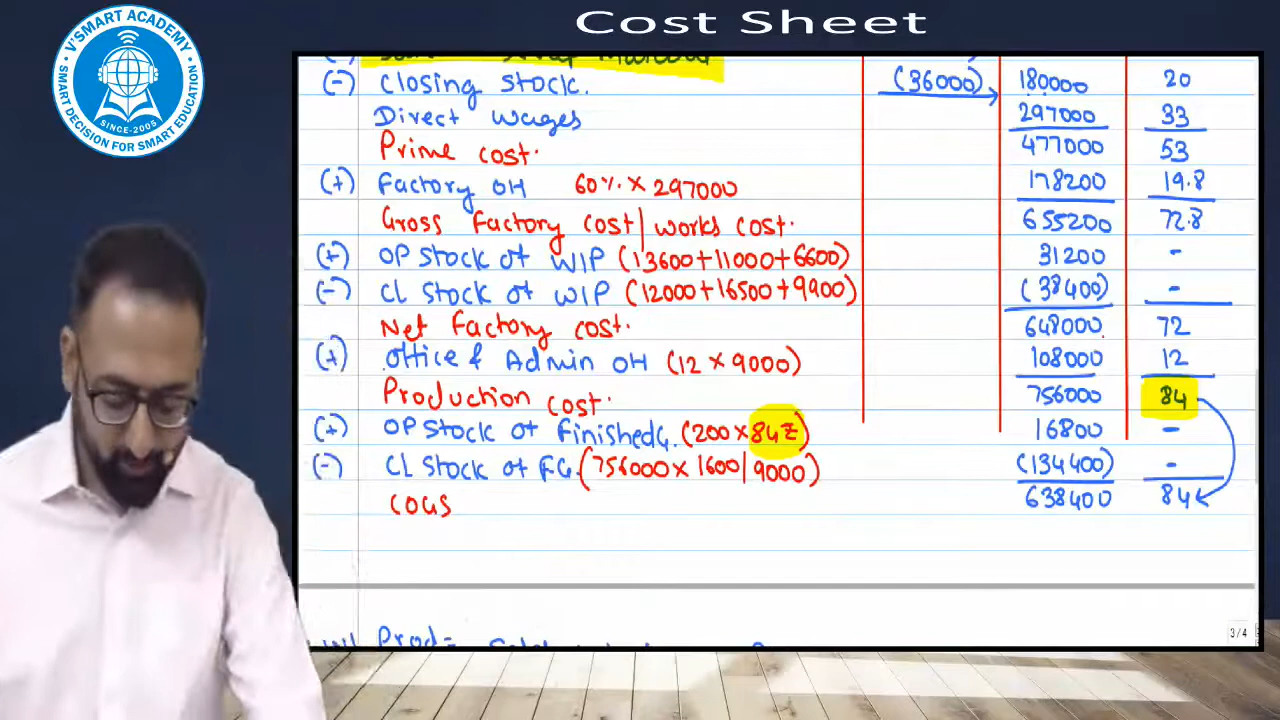 Cost Sheet
V'SMART ACADEMY
SINCE-2005
SMART DECISION FOR SMART EDUCATION
(-) Closing stock. (36000) 180000 20
Direct wages 297000 33
Prime cost. 477000 53
(+) Factory OH 60% × 297000 178200 19.8
Gross Factory cost | works cost. 655200 72.8
(+) OP stock of WIP (13600+11000+6600) 31200 -
(-) CL stock of WIP (12000+16500+9900) (38400) -
Net Factory cost. 648000 72
(+) Office & Admin OH (12 × 9000) 108000 12
Production cost. 756000 84
(+) OP stock of FinishedG. (200 × 84z) 16800 -
(-) CL stock of FG. (756000 × 1600 | 9000) (134400) -
COGS 638400 84
3/4
Prod=